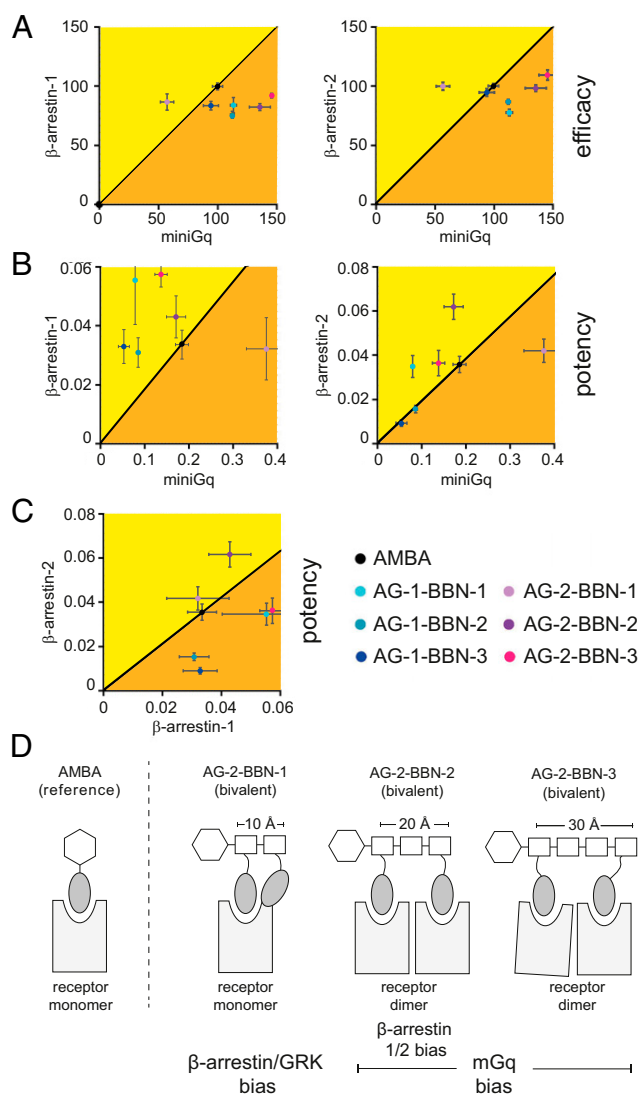 A
150
100
50
0
β-arrestin-1
0
50
100
150
miniGq
150
100
50
0
β-arrestin-2
0
50
100
150
miniGq
efficacy
B
0.06
0.04
0.02
0
β-arrestin-1
0
0.1
0.2
0.3
0.4
miniGq
0.08
0.06
0.04
0.02
0
β-arrestin-2
0
0.1
0.2
0.3
0.4
miniGq
potency
C
0.08
0.06
0.04
0.02
0
β-arrestin-2
0
0.02
0.04
0.06
β-arrestin-1
potency
AMBA
AG-1-BBN-1
AG-2-BBN-1
AG-1-BBN-2
AG-2-BBN-2
AG-1-BBN-3
AG-2-BBN-3
D
AMBA
(reference)
AG-2-BBN-1
(bivalent)
AG-2-BBN-2
(bivalent)
AG-2-BBN-3
(bivalent)
10 Å
20 Å
30 Å
receptor
monomer
receptor
monomer
receptor
dimer
receptor
dimer
β-arrestin
1/2 bias
β-arrestin/GRK
bias
mGq
bias